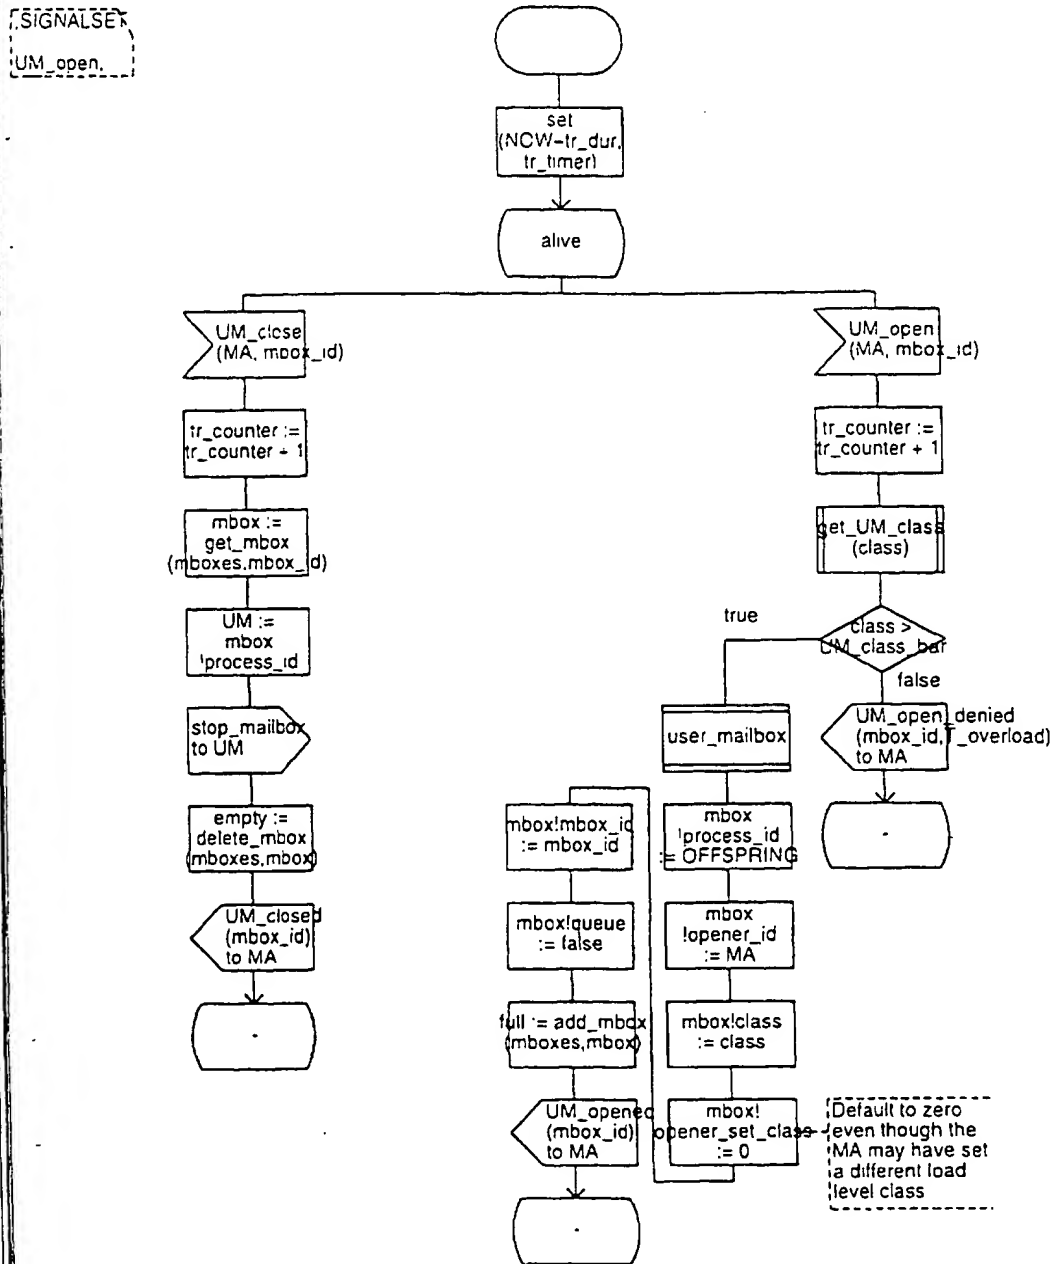 SIGNALSET
UM_open,
set
(NOW-tr_dur,
tr_timer)
alive
UM_close
(MA, mbox_id)
tr_counter :=
tr_counter + 1
mbox :=
get_mbox
(mboxes,mbox_id)
UM :=
mbox
!process_id
stop_mailbox
to UM
empty :=
delete_mbox
(mboxes,mbox)
UM_closed
(mbox_id)
to MA
-
UM_open
(MA, mbox_id)
tr_counter :=
tr_counter + 1
get_UM_class
(class)
class >
UM_class_bar
true
false
UM_open_denied
(mbox_id,T_overload)
to MA
-
user_mailbox
mbox
!process_id
:= OFFSPRING
mbox
!opener_id
:= MA
mbox!class
:= class
mbox!
opener_set_class
:= 0
Default to zero
even though the
MA may have set
a different load
level class
mbox!mbox_id
:= mbox_id
mbox!queue
:= false
full := add_mbox
(mboxes,mbox)
UM_opened
(mbox_id)
to MA
-